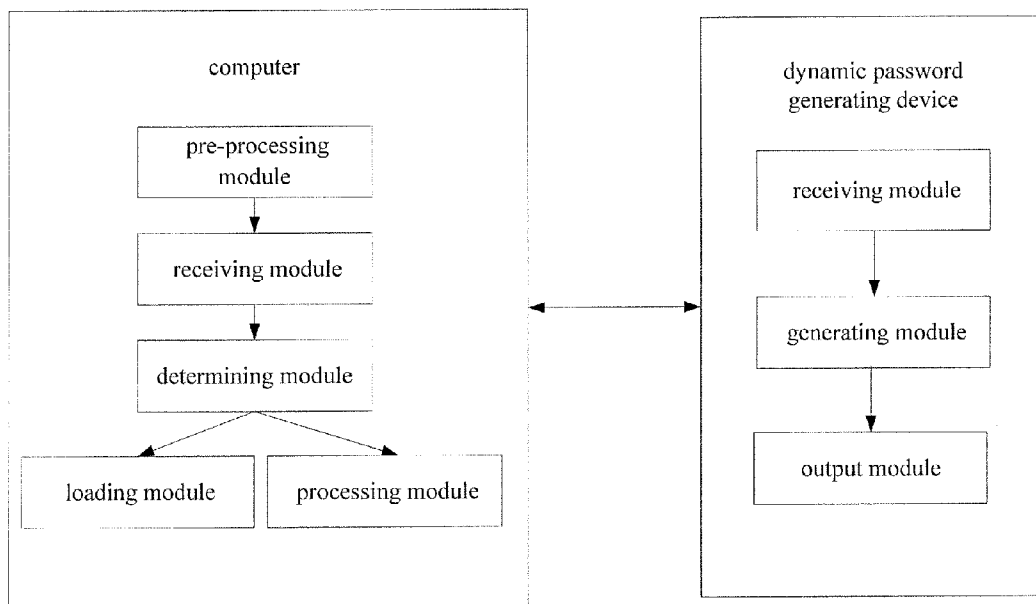 computer
pre-processing
module
receiving module
determining module
loading module
processing module
dynamic password
generating device
receiving module
generating module
output module